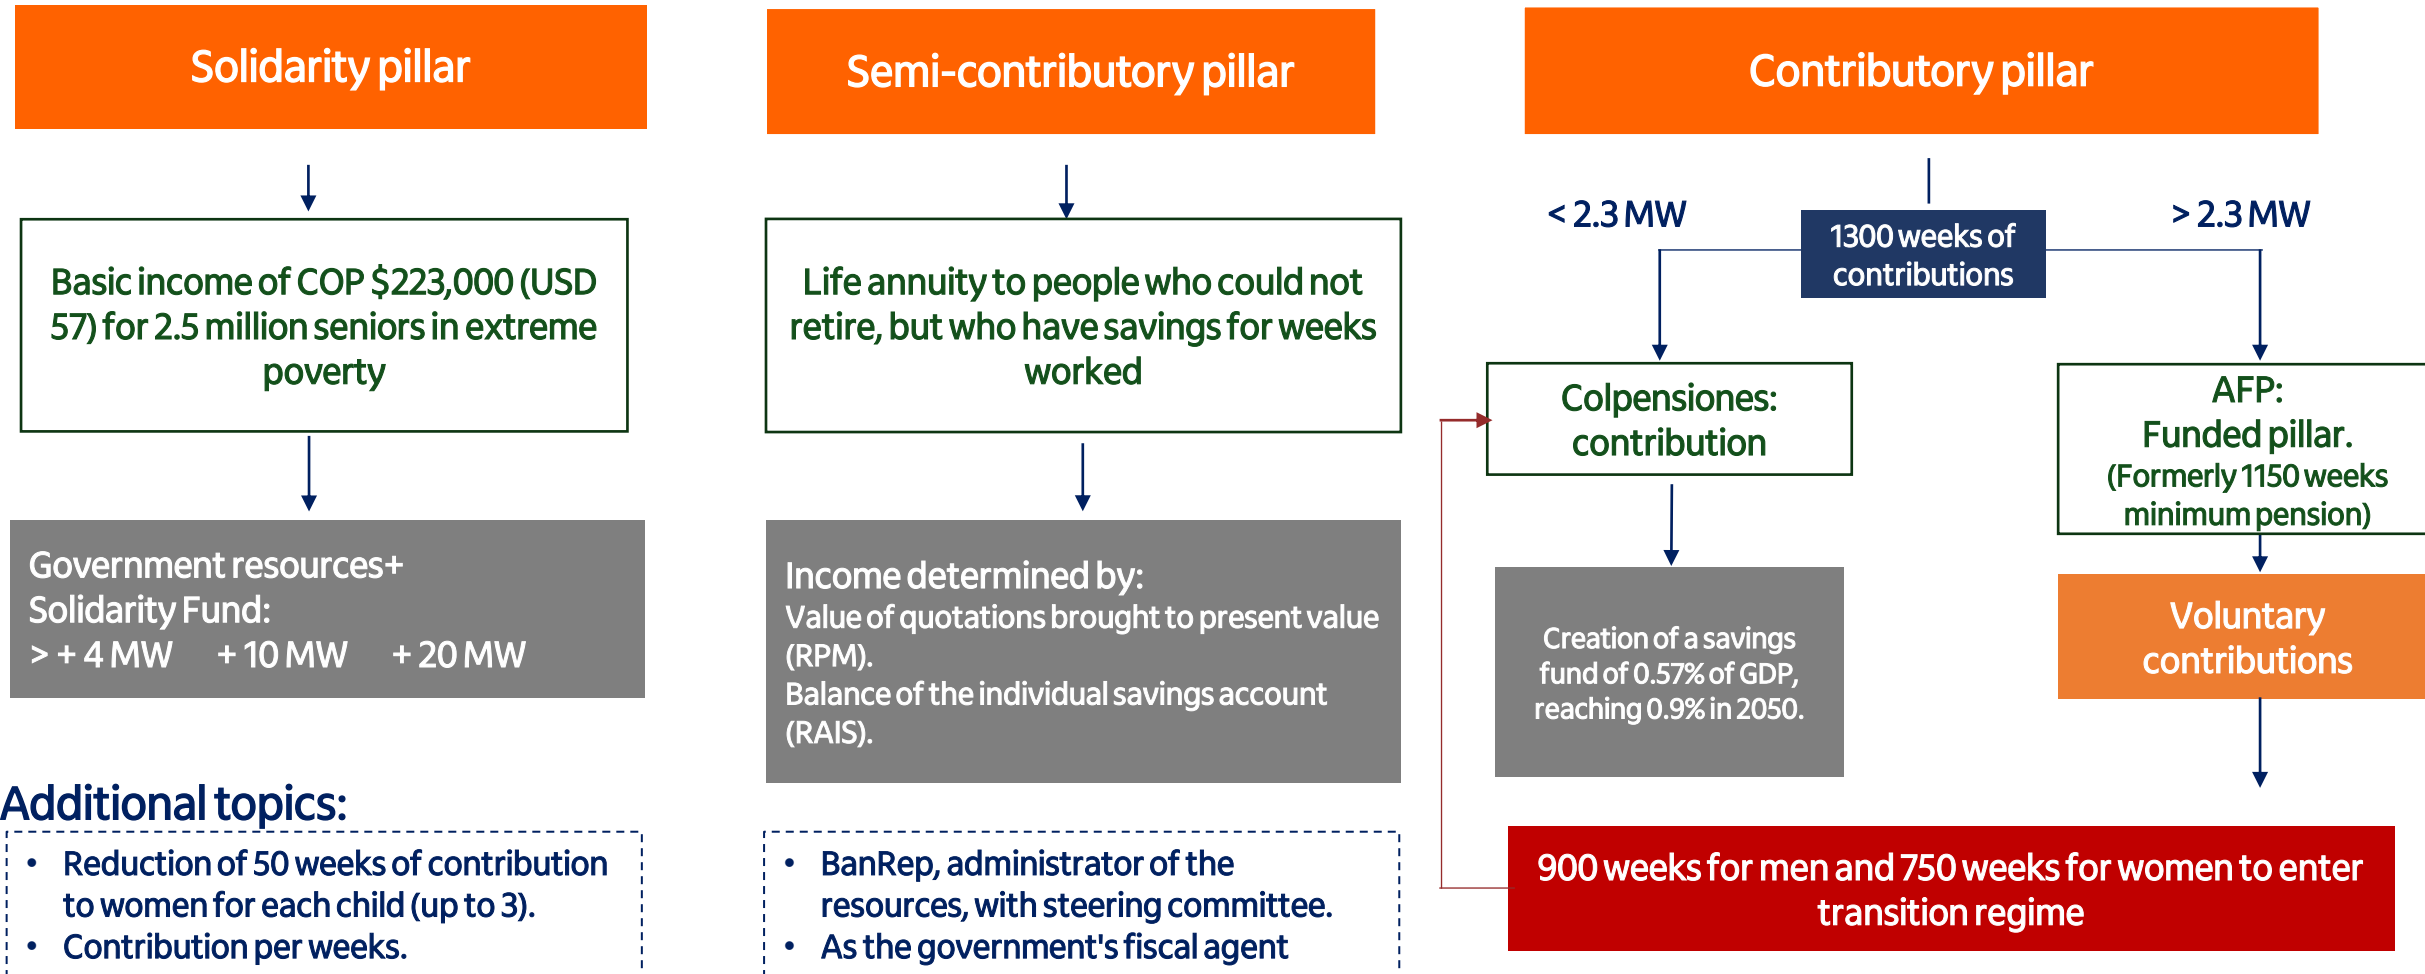 Solidarity pillar
Basic income of COP $223,000 (USD
57) for 2.5 million seniors in extreme
poverty
Government resources+
Solidarity Fund:
> + 4 MW + 10 MW + 20 MW
Additional topics:
• Reduction of 50 weeks of contribution
to women for each child (up to 3).
• Contribution per weeks.
Semi-contributory pillar
Life annuity to people who could not
retire, but who have savings for weeks
worked
Income determined by:
Value of quotations brought to present value
(RPM).
Balance of the individual savings account
(RAIS).
• BanRep, administrator of the
resources, with steering committee.
• As the government's fiscal agent
Contributory pillar
< 2.3 MW
1300 weeks of
contributions
> 2.3 MW
Colpensiones:
contribution
Creation of a savings
fund of 0.57% of GDP,
reaching 0.9% in 2050.
AFP:
Funded pillar.
(Formerly 1150 weeks
minimum pension)
Voluntary
contributions
900 weeks for men and 750 weeks for women to enter
transition regime